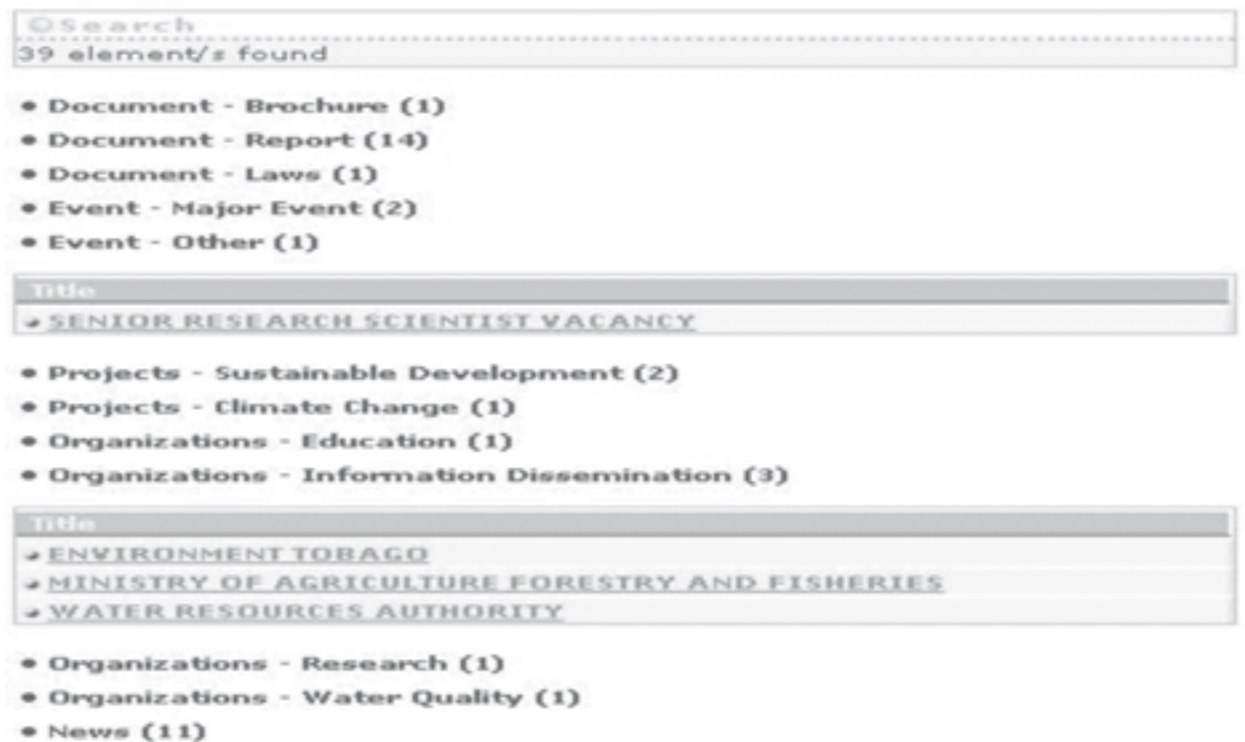 Search
39 element/s found
Document - Brochure (1)
Document - Report (14)
Document - Laws (1)
Event - Major Event (2)
Event - Other (1)
Title
SENIOR RESEARCH SCIENTIST VACANCY
Projects - Sustainable Development (2)
Projects - Climate Change (1)
Organizations - Education (1)
Organizations - Information Dissemination (3)
Title
ENVIRONMENT TOBAGO
MINISTRY OF AGRICULTURE FORESTRY AND FISHERIES
WATER RESOURCES AUTHORITY
Organizations - Research (1)
Organizations - Water Quality (1)
News (11)